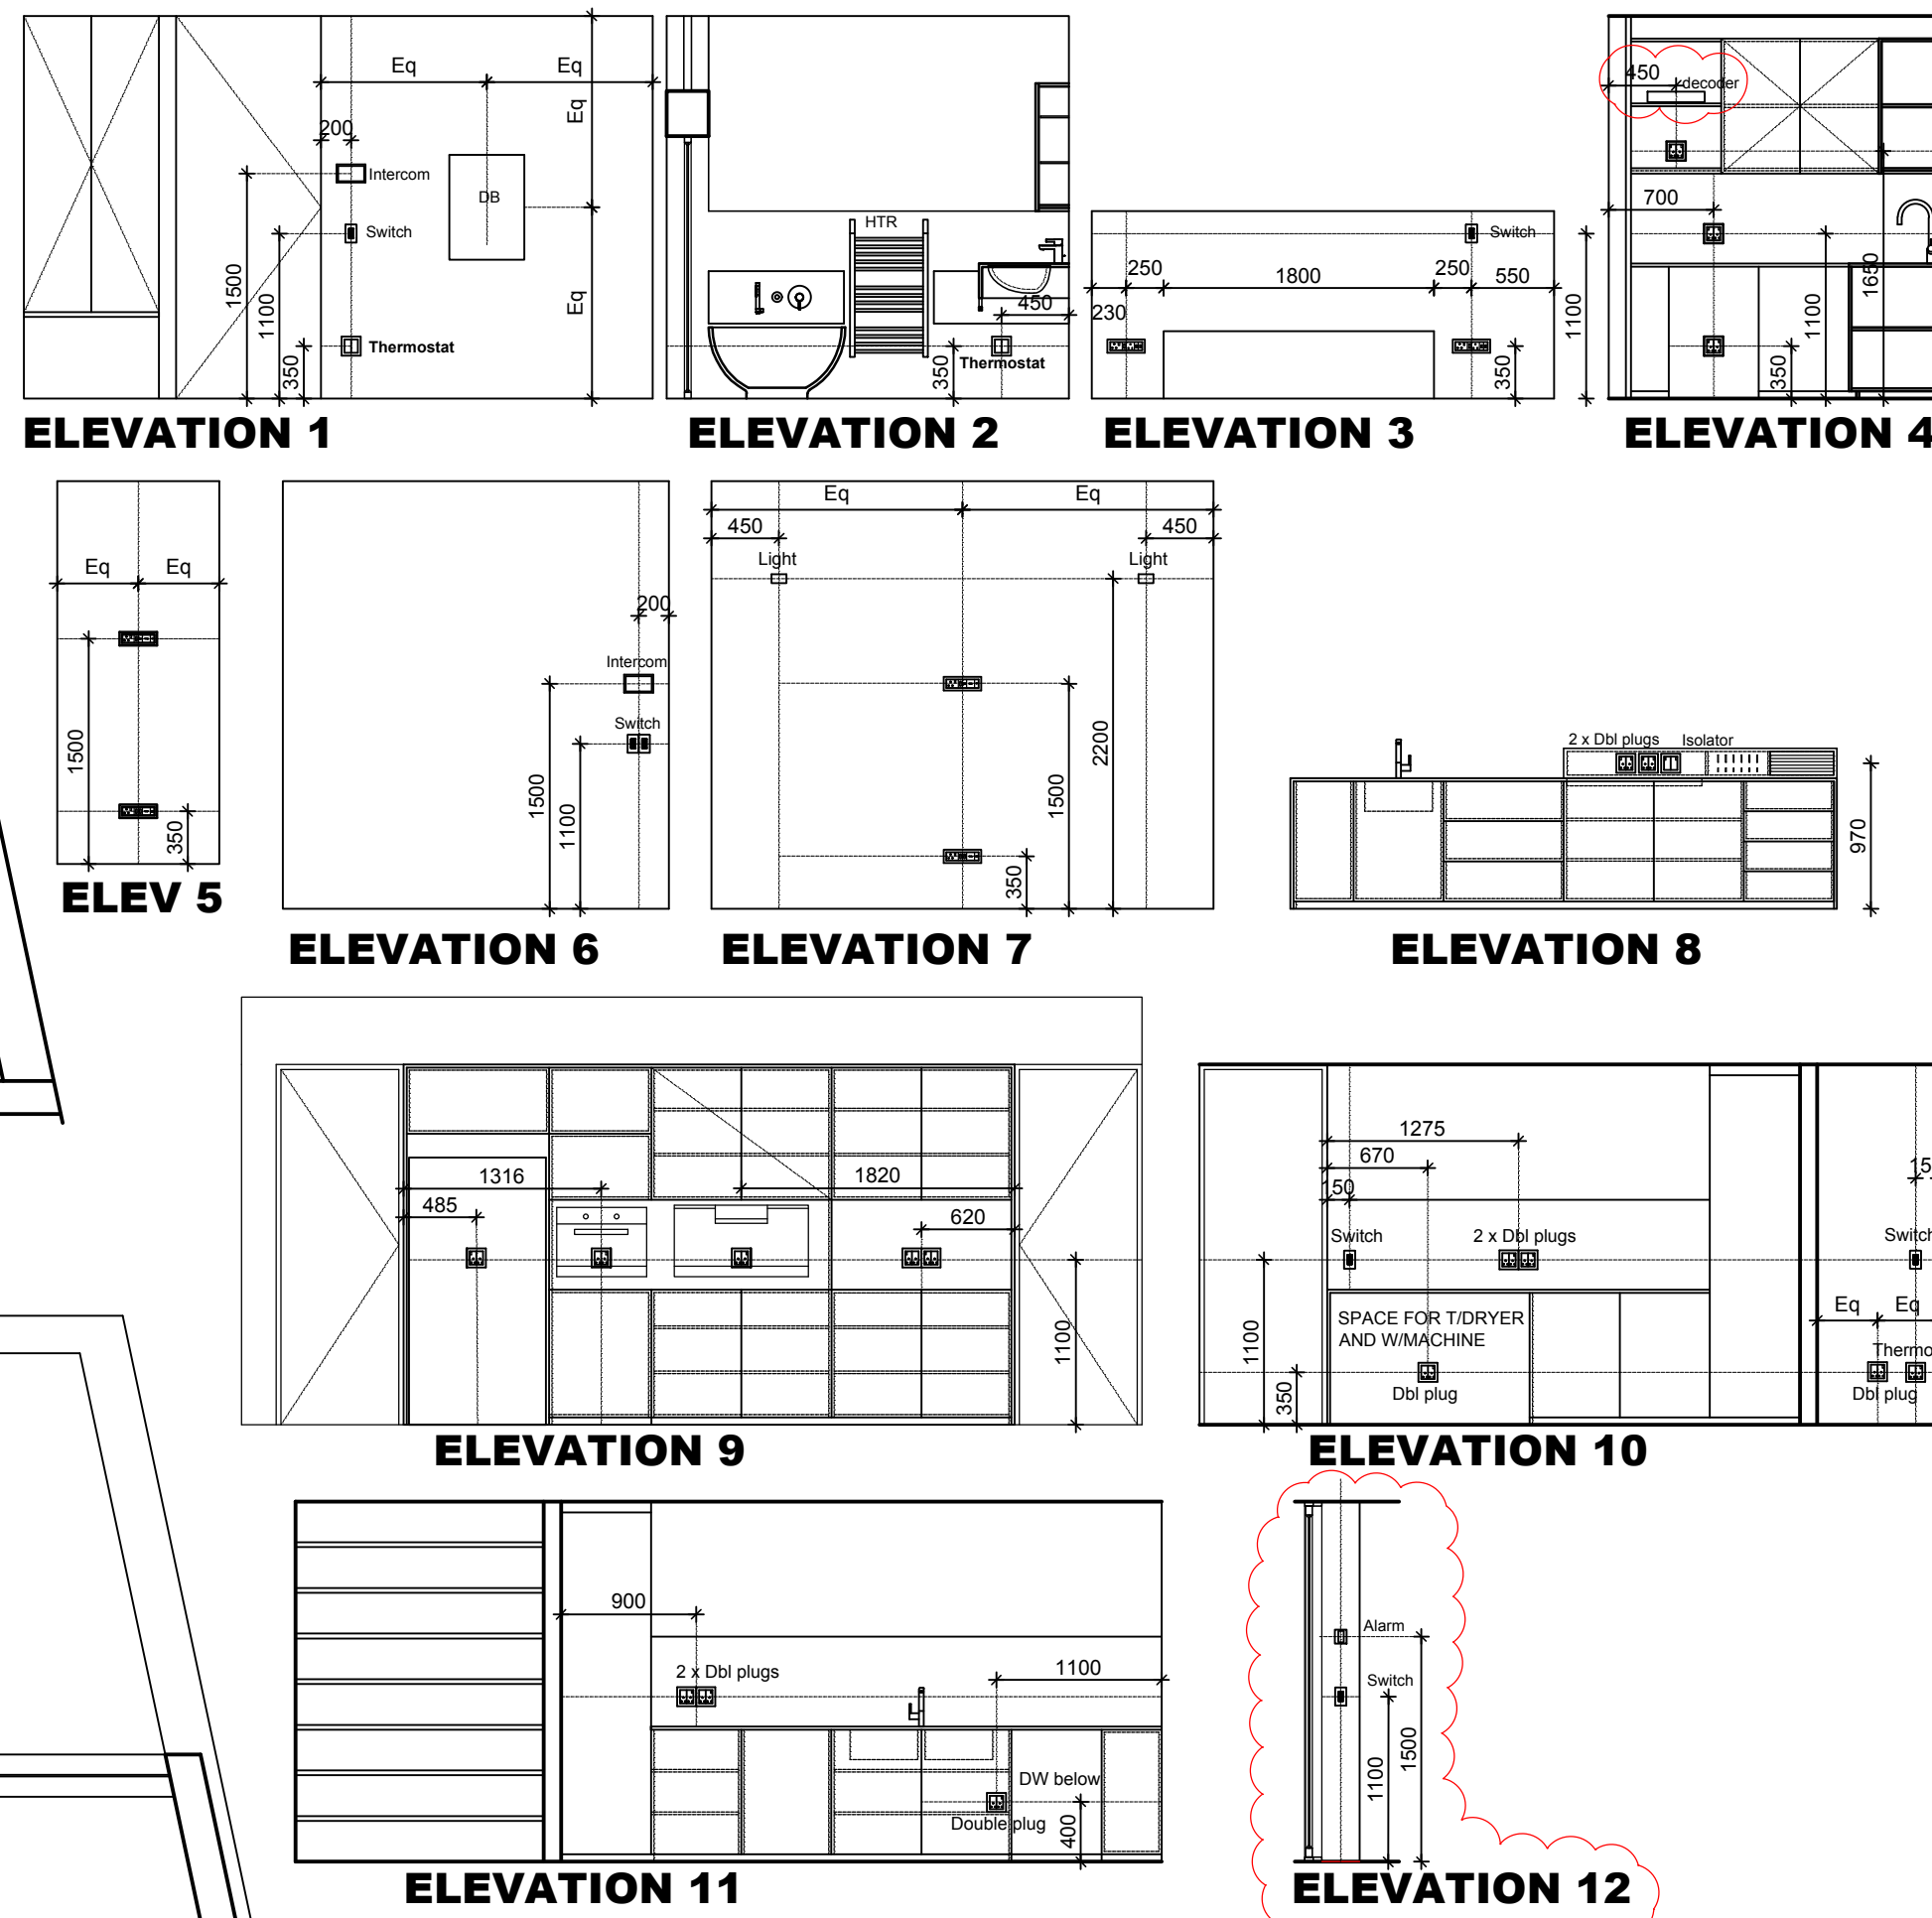 Eq
Eq
Eq
200
Intercom
DB
Switch
1500
1100
Eq
Thermostat
350
ELEVATION 1
HTR
450
350
Thermostat
ELEVATION 2
Switch
250
1800
250
550
230
1100
350
ELEVATION 3
450
decoder
700
1650
1100
350
ELEVATION 4
Eq
Eq
1500
350
ELEV 5
200
Intercom
Switch
1500
1100
ELEVATION 6
Eq
Eq
450
450
Light
Light
2200
1500
350
ELEVATION 7
2 x Dbl plugs
Isolator
970
ELEVATION 8
1316
1820
485
620
1100
ELEVATION 9
1275
670
150
Switch
2 x Dbl plugs
SPACE FOR T/DRYER
AND W/MACHINE
1100
350
Dbl plug
15
Switch
Eq
Eq
Thermo
Dbl plug
ELEVATION 10
900
2 x Dbl plugs
1100
DW below
Double plug
400
ELEVATION 11
Alarm
Switch
1500
1100
ELEVATION 12